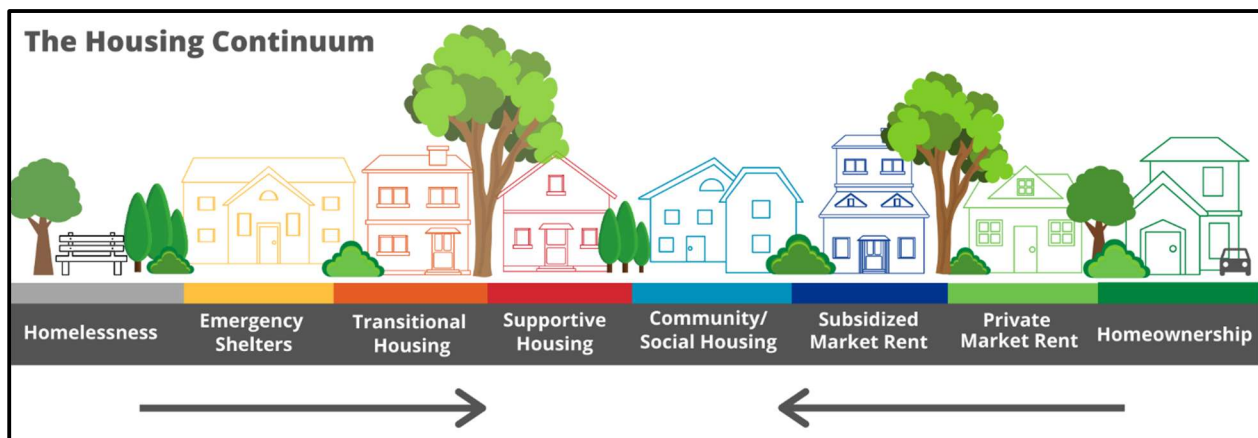 The Housing Continuum
Homelessness
Emergency
Shelters
Transitional
Housing
Supportive
Housing
Community/
Social Housing
Subsidized
Market Rent
Private
Market Rent
Homeownership